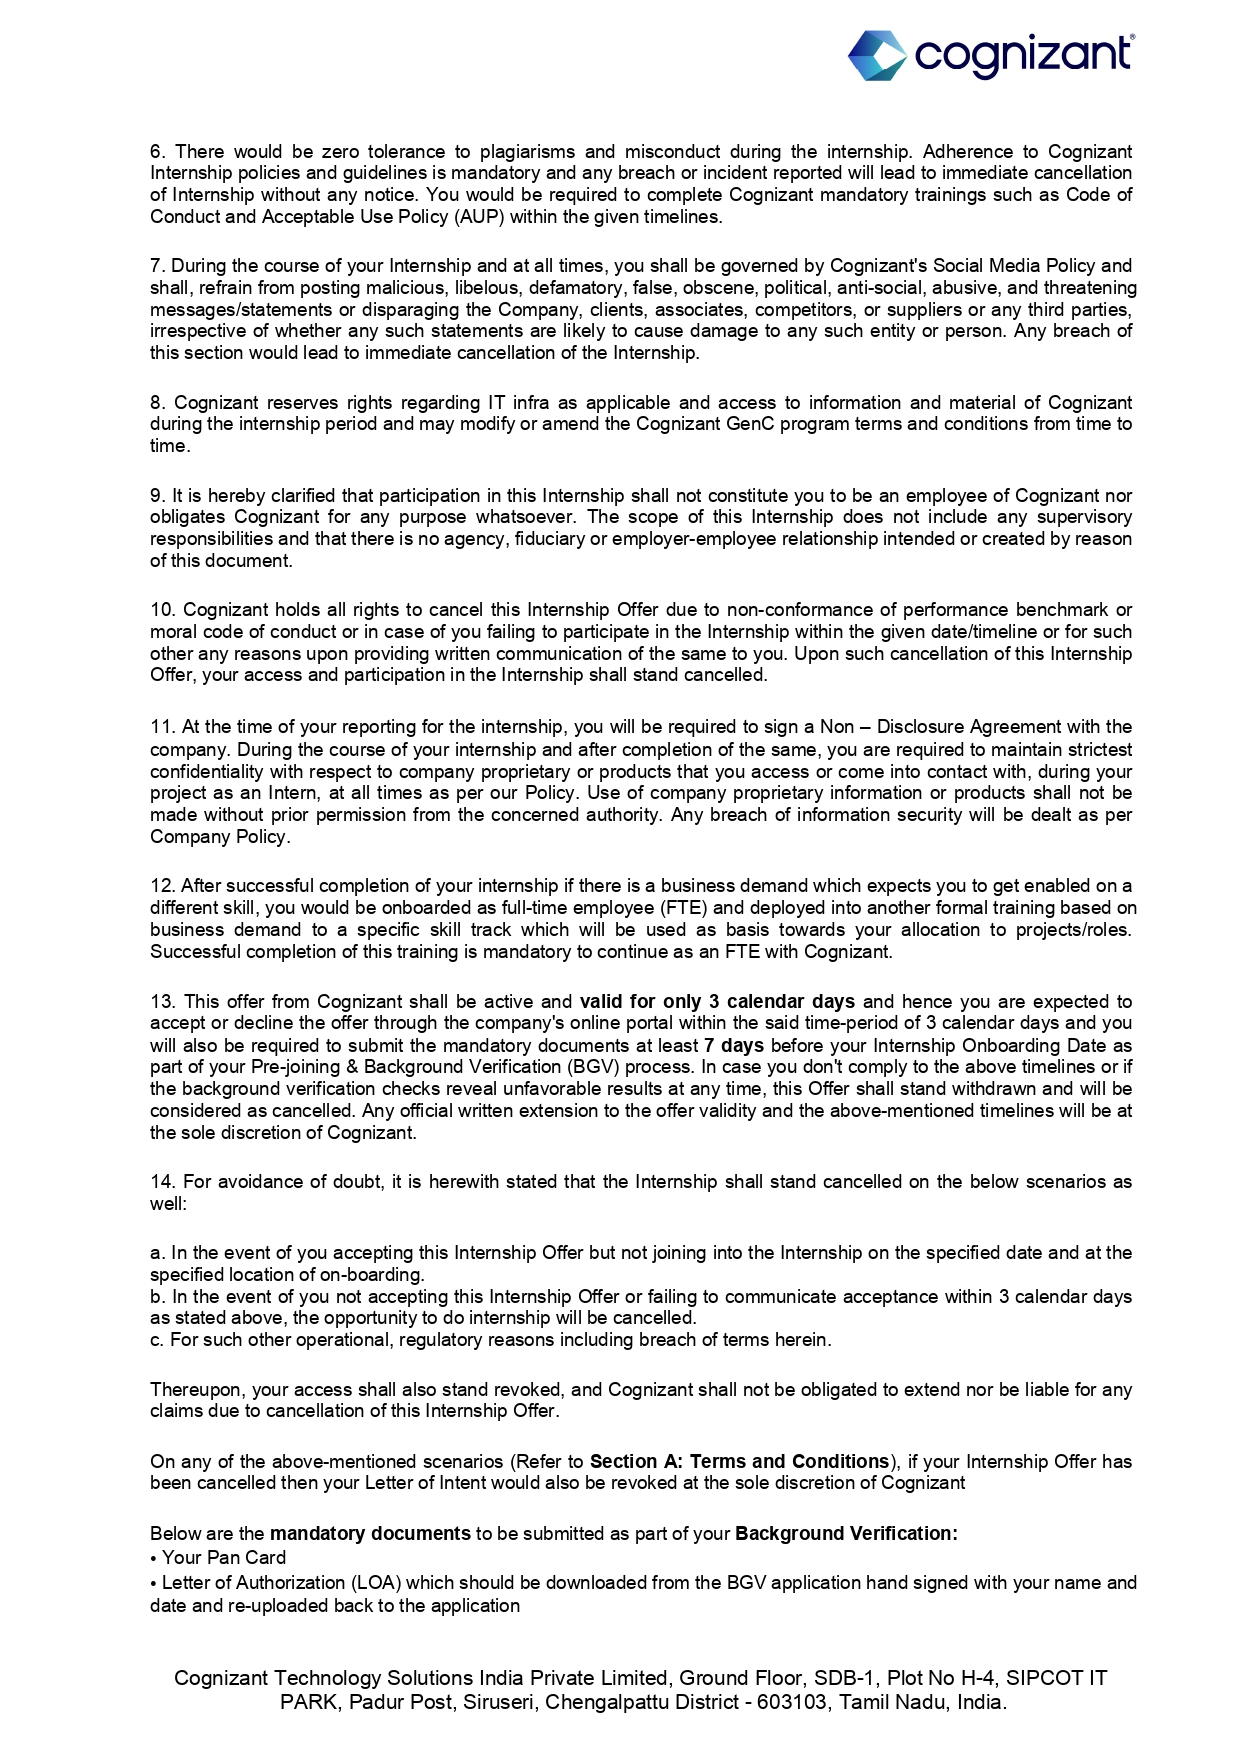 cognizant®
6. There would be zero tolerance to plagiarisms and misconduct during the internship. Adherence to Cognizant
Internship policies and guidelines is mandatory and any breach or incident reported will lead to immediate cancellation
of Internship without any notice. You would be required to complete Cognizant mandatory trainings such as Code of
Conduct and Acceptable Use Policy (AUP) within the given timelines.
7. During the course of your Internship and at all times, you shall be governed by Cognizant's Social Media Policy and
shall, refrain from posting malicious, libelous, defamatory, false, obscene, political, anti-social, abusive, and threatening
messages/statements or disparaging the Company, clients, associates, competitors, or suppliers or any third parties,
irrespective of whether any such statements are likely to cause damage to any such entity or person. Any breach of
this section would lead to immediate cancellation of the Internship.
8. Cognizant reserves rights regarding IT infra as applicable and access to information and material of Cognizant
during the internship period and may modify or amend the Cognizant GenC program terms and conditions from time to
time.
9. It is hereby clarified that participation in this Internship shall not constitute you to be an employee of Cognizant nor
obligates Cognizant for any purpose whatsoever. The scope of this Internship does not include any supervisory
responsibilities and that there is no agency, fiduciary or employer-employee relationship intended or created by reason
of this document.
10. Cognizant holds all rights to cancel this Internship Offer due to non-conformance of performance benchmark or
moral code of conduct or in case of you failing to participate in the Internship within the given date/timeline or for such
other any reasons upon providing written communication of the same to you. Upon such cancellation of this Internship
Offer, your access and participation in the Internship shall stand cancelled.
11. At the time of your reporting for the internship, you will be required to sign a Non – Disclosure Agreement with the
company. During the course of your internship and after completion of the same, you are required to maintain strictest
confidentiality with respect to company proprietary or products that you access or come into contact with, during your
project as an Intern, at all times as per our Policy. Use of company proprietary information or products shall not be
made without prior permission from the concerned authority. Any breach of information security will be dealt as per
Company Policy.
12. After successful completion of your internship if there is a business demand which expects you to get enabled on a
different skill, you would be onboarded as full-time employee (FTE) and deployed into another formal training based on
business demand to a specific skill track which will be used as basis towards your allocation to projects/roles.
Successful completion of this training is mandatory to continue as an FTE with Cognizant.
13. This offer from Cognizant shall be active and valid for only 3 calendar days and hence you are expected to
accept or decline the offer through the company's online portal within the said time-period of 3 calendar days and you
will also be required to submit the mandatory documents at least 7 days before your Internship Onboarding Date as
part of your Pre-joining & Background Verification (BGV) process. In case you don't comply to the above timelines or if
the background verification checks reveal unfavorable results at any time, this Offer shall stand withdrawn and will be
considered as cancelled. Any official written extension to the offer validity and the above-mentioned timelines will be at
the sole discretion of Cognizant.
14. For avoidance of doubt, it is herewith stated that the Internship shall stand cancelled on the below scenarios as
well:
a. In the event of you accepting this Internship Offer but not joining into the Internship on the specified date and at the
specified location of on-boarding.
b. In the event of you not accepting this Internship Offer or failing to communicate acceptance within 3 calendar days
as stated above, the opportunity to do internship will be cancelled.
c. For such other operational, regulatory reasons including breach of terms herein.
Thereupon, your access shall also stand revoked, and Cognizant shall not be obligated to extend nor be liable for any
claims due to cancellation of this Internship Offer.
On any of the above-mentioned scenarios (Refer to Section A: Terms and Conditions), if your Internship Offer has
been cancelled then your Letter of Intent would also be revoked at the sole discretion of Cognizant
Below are the mandatory documents to be submitted as part of your Background Verification:
• Your Pan Card
• Letter of Authorization (LOA) which should be downloaded from the BGV application hand signed with your name and
date and re-uploaded back to the application
Cognizant Technology Solutions India Private Limited, Ground Floor, SDB-1, Plot No H-4, SIPCOT IT
PARK, Padur Post, Siruseri, Chengalpattu District - 603103, Tamil Nadu, India.